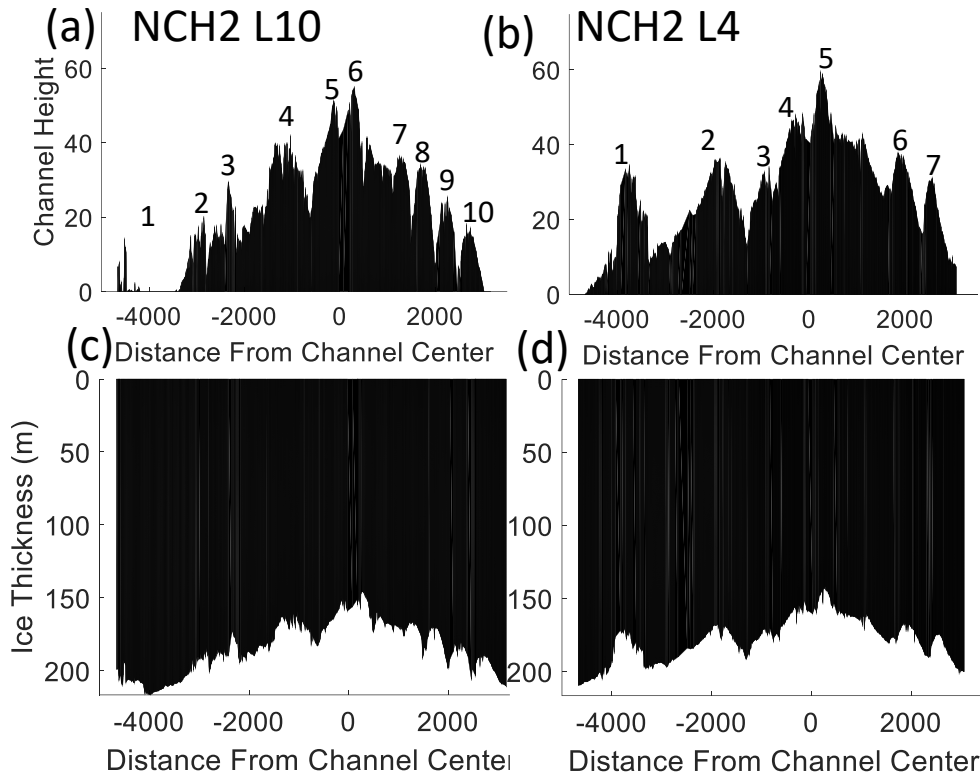 (a) NCH2 L10
(b) NCH2 L4
Channel Height
60
40
20
0
1
2
3
4
5
6
7
8
9
10
-4000 -2000 0 2000
Distance From Channel Center
60
40
20
0
1
2
3
4
5
6
7
-4000 -2000 0 2000
Distance From Channel Center
(c)
Ice Thickness (m)
0
50
100
150
200
-4000 -2000 0 2000
Distance From Channel Center
(d)
0
50
100
150
200
-4000 -2000 0 2000
Distance From Channel Center